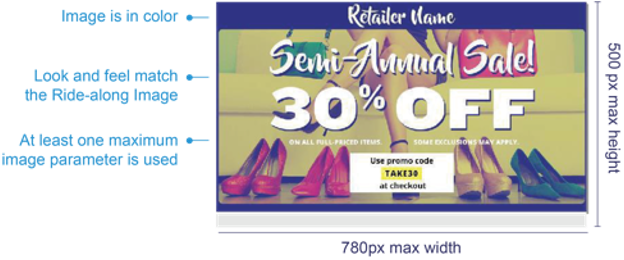 Image is in color
Look and feel match
the Ride-along Image
At least one maximum
image parameter is used
Retailer Name
Semi-Annual Sale!
30% OFF
ON ALL FULL-PRICED ITEMS. SOME EXCLUSIONS MAY APPLY.
Use promo code
TAKE30
at checkout
500 px max height
780px max width